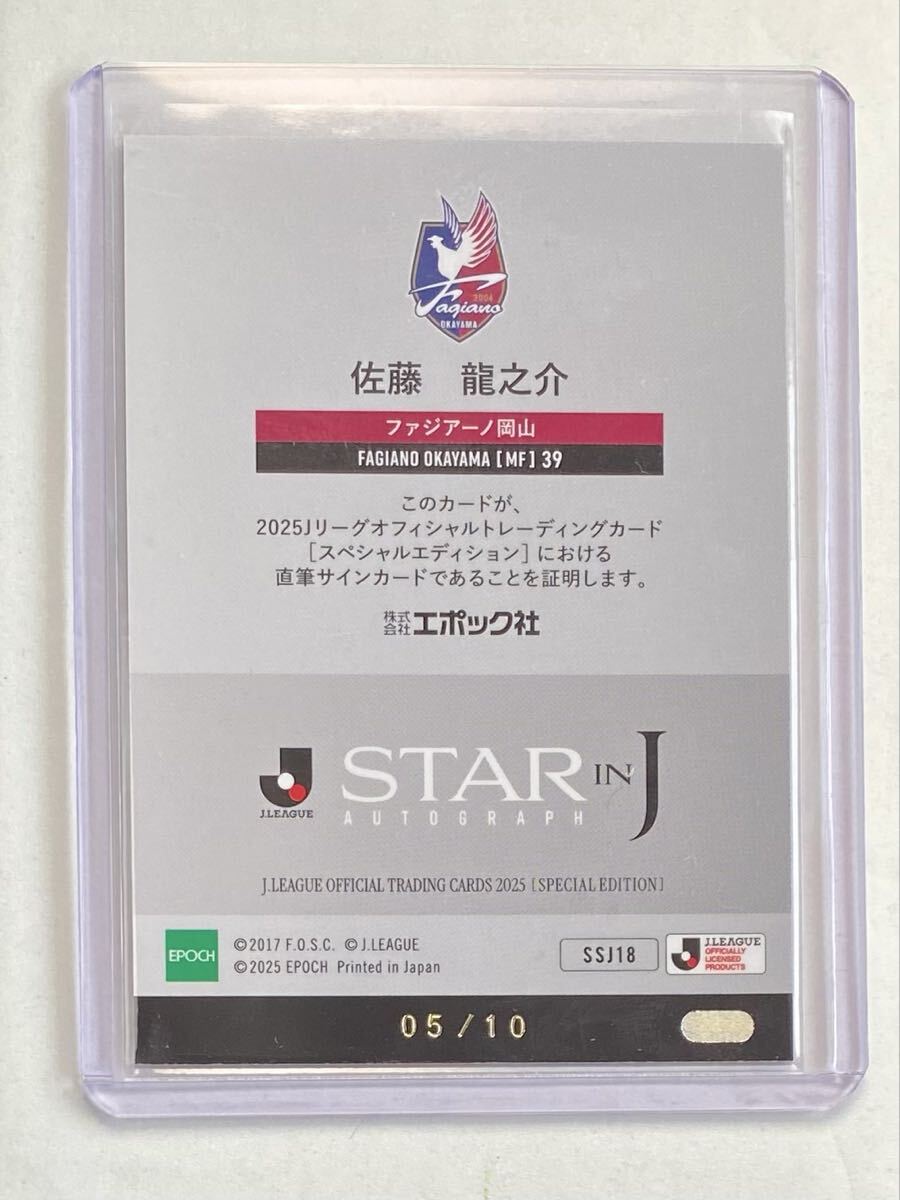 2004
Fagiano
OKAYAMA
佐藤　龍之介
ファジアーノ岡山
FAGIANO OKAYAMA [MF] 39
このカードが、
2025Jリーグオフィシャルトレーディングカード
[スペシャルエディション] における
直筆サインカードであることを証明します。
株式会社エポック社
J.LEAGUE
STAR IN J
AUTOGRAPH
J.LEAGUE OFFICIAL TRADING CARDS 2025 [SPECIAL EDITION]
EPOCH
©2017 F.O.S.C. ©J.LEAGUE
©2025 EPOCH Printed in Japan
SSJ18
J.LEAGUE
OFFICIALLY
LICENSED
PRODUCTS
05/10